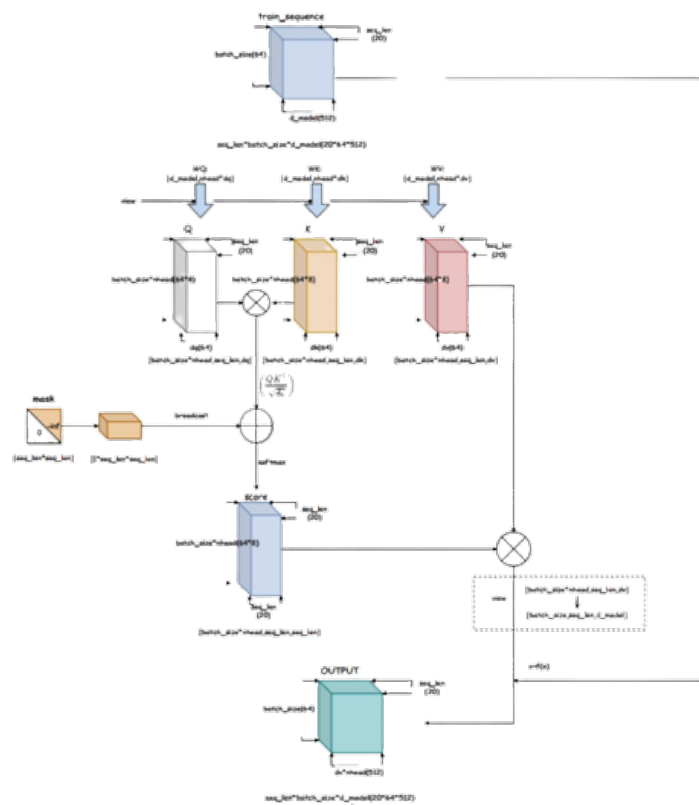 train_sequence
seq_len
(20)
batch_size(64)
d_model(512)
seq_len*batch_size*d_model(20*64*512)
WQ:
[d_model,nhead*dq]
WK:
[d_model,nhead*dk]
WV:
[d_model,nhead*dv]
view
Q
K
V
seq_len
(20)
seq_len
(20)
seq_len
(20)
batch_size*nhead(64*8)
batch_size*nhead(64*8)
batch_size*nhead(64*8)
dq(64)
dk(64)
dv(64)
[batch_size*nhead,seq_len,dq]
[batch_size*nhead,seq_len,dk]
[batch_size*nhead,seq_len,dv]
mask
-inf
0
broadcast
[seq_len*seq_len]
[1*seq_len*seq_len]
softmax
score
seq_len
(20)
batch_size*nhead(64*8)
seq_len
(20)
[batch_size*nhead,seq_len,seq_len]
view
[batch_size*nhead,seq_len,dv]
[batch_size,seq_len,d_model]
x+f(x)
OUTPUT
seq_len
(20)
batch_size(64)
dv*nhead(512)
seq_len*batch_size*d_model(20*64*512)